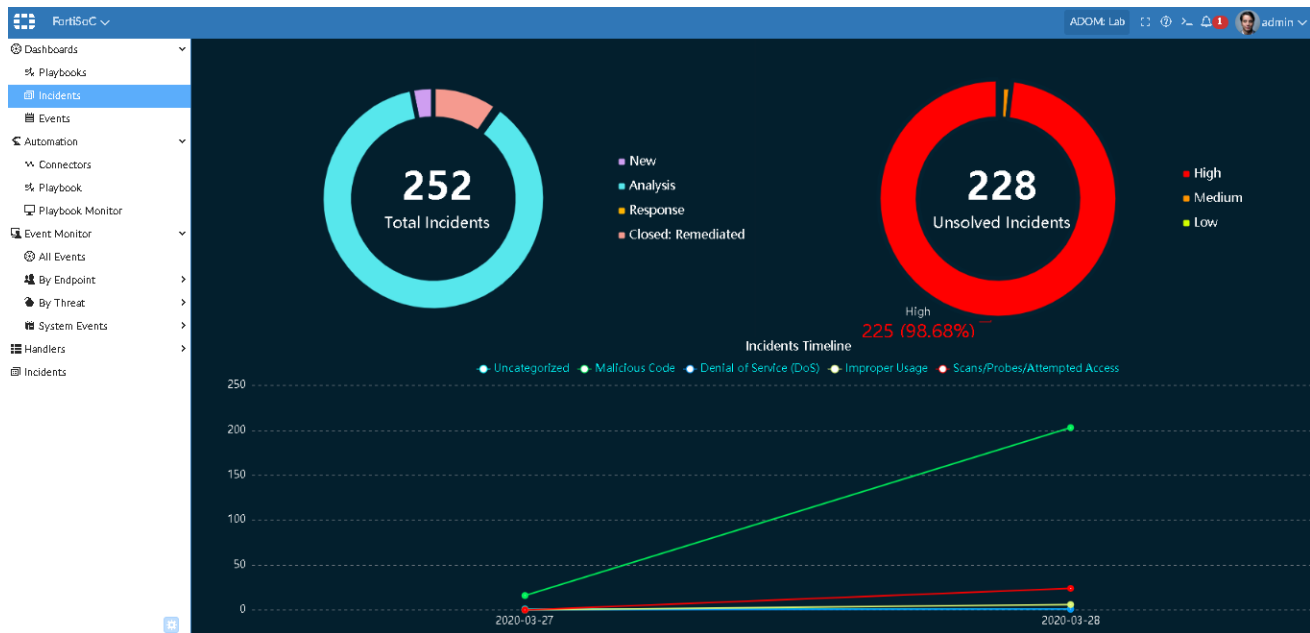 FortiSoC
ADOM: Lab
1
admin
Dashboards
Playbooks
Incidents
Events
Automation
Connectors
Playbook
Playbook Monitor
Event Monitor
All Events
By Endpoint
By Threat
System Events
Handlers
Incidents
252
Total Incidents
New
Analysis
Response
Closed: Remediated
228
Unsolved Incidents
High
Medium
Low
High
225 (98.68%)
Incidents Timeline
Uncategorized Malicious Code Denial of Service (DoS) Improper Usage Scans/Probes/Attempted Access
250
200
150
100
50
0
2020-03-27 2020-03-28